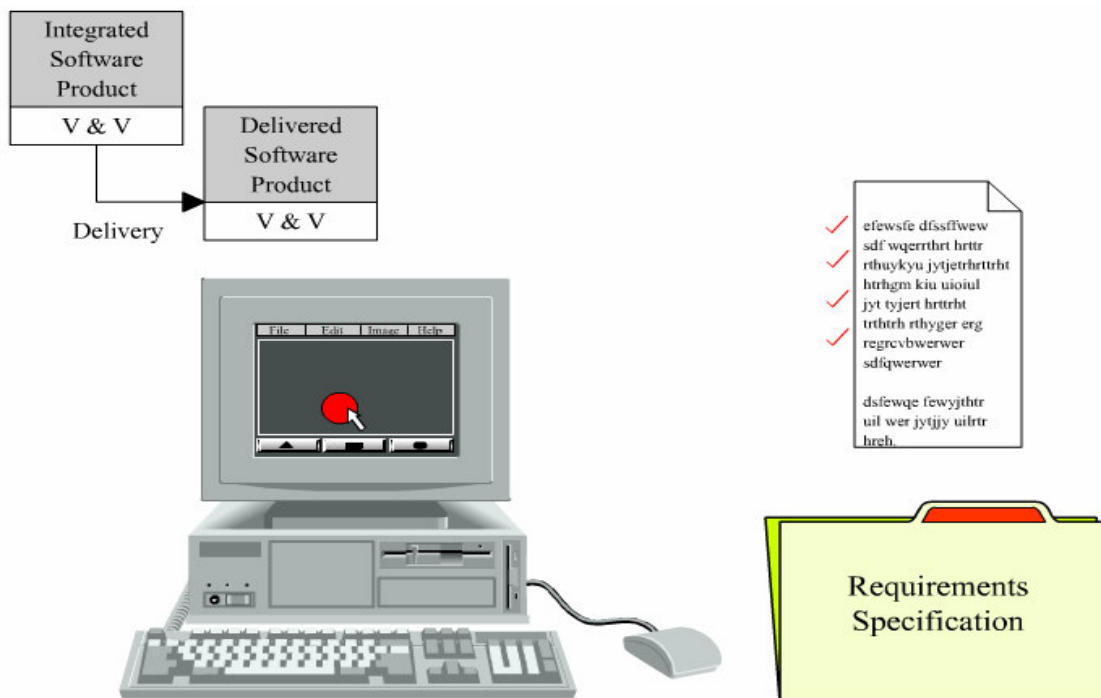 Integrated
Software
Product
V & V
Delivered
Software
Product
V & V
Delivery
File Edit Image Help
efewsfe dfssffwew
sdf wqerrthrt hrttr
rthuykyu jytjetrhrttrht
htrhgm kiu uioiul
jyt tyjert hrttrht
trthtrh rthyger erg
regrcvbwerwer
sdfqwerwer
dsfewqe fewyjthtr
uil wer jytjjy uilrtr
hreh.
Requirements
Specification